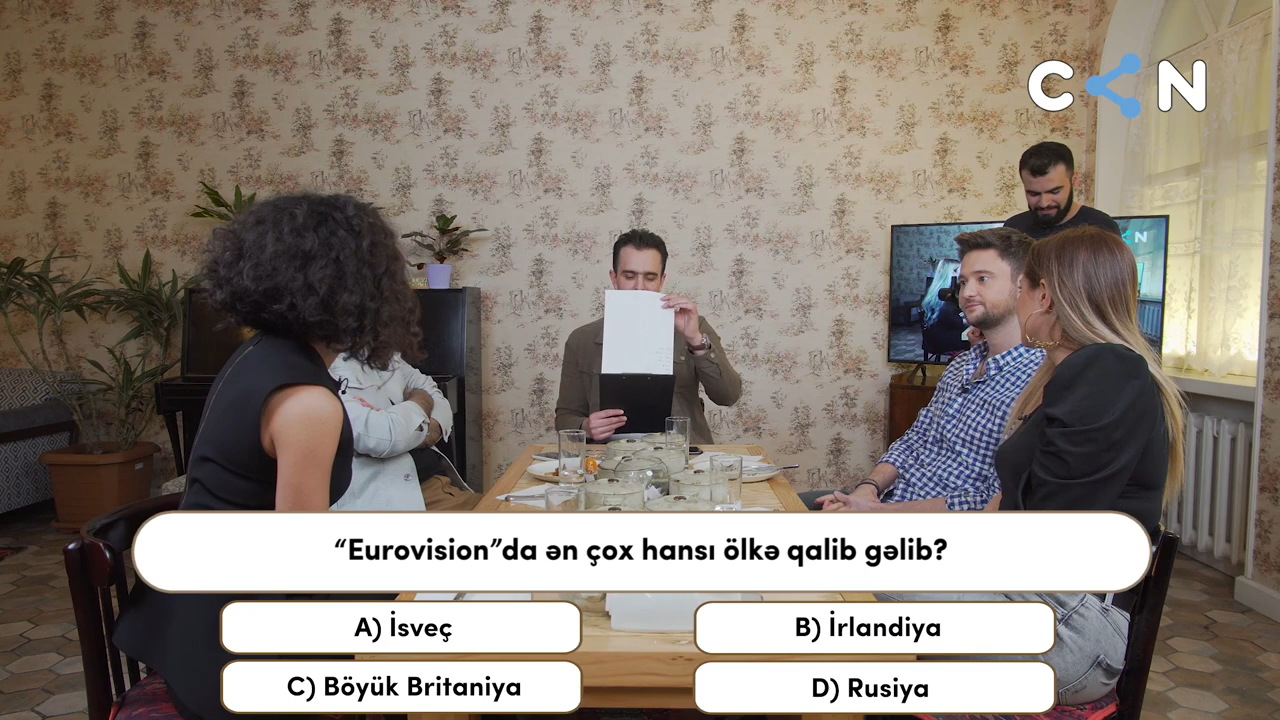 C N
N
“Eurovision”da ən çox hansı ölkə qalib gəlib?
A) İsveç
B) İrlandiya
C) Böyük Britaniya
D) Rusiya